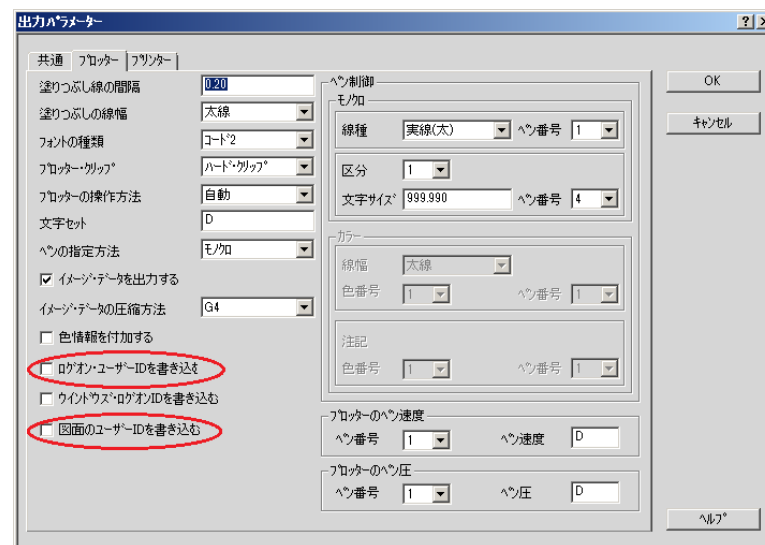 出力ﾊﾟﾗﾒｰﾀｰ
共通 ﾌﾟﾛｯﾀｰ ﾌﾟﾘﾝﾀｰ
塗りつぶし線の間隔 0.20
塗りつぶしの線幅 太線
ﾌｫﾝﾄの種類 ｺｰﾄﾞ2
ﾌﾟﾛｯﾀｰ･ｸﾘｯﾌﾟ ﾊｰﾄﾞ･ｸﾘｯﾌﾟ
ﾌﾟﾛｯﾀｰの操作方法 自動
文字ｾｯﾄ D
ﾍﾟﾝの指定方法 ﾓﾉｸﾛ
ｲﾒｰｼﾞ･ﾃﾞｰﾀを出力する
ｲﾒｰｼﾞ･ﾃﾞｰﾀの圧縮方法 G4
色情報を付加する
ﾛｸﾞｵﾝ･ﾕｰｻﾞｰIDを書き込む
ｳｲﾝﾄﾞｳｽﾞ･ﾛｸﾞｵﾝIDを書き込む
図面のﾕｰｻﾞｰIDを書き込む
ﾍﾟﾝ制御
ﾓﾉｸﾛ
線種 実線(太) ﾍﾟﾝ番号 1
区分 1
文字ｻｲｽﾞ 999.990 ﾍﾟﾝ番号 4
ｶﾗｰ
線幅 太線
色番号 1 ﾍﾟﾝ番号 1
注記
色番号 1 ﾍﾟﾝ番号 1
ﾌﾟﾛｯﾀｰのﾍﾟﾝ速度
ﾍﾟﾝ番号 1 ﾍﾟﾝ速度 D
ﾌﾟﾛｯﾀｰのﾍﾟﾝ圧
ﾍﾟﾝ番号 1 ﾍﾟﾝ圧 D
OK
ｷｬﾝｾﾙ
ﾍﾙﾌﾟ